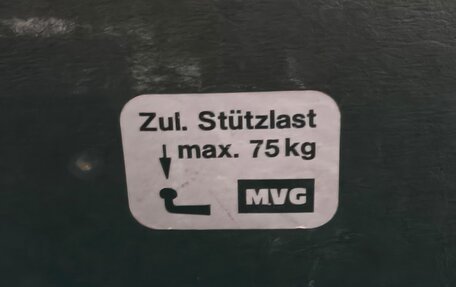 Zul. Stützlast
max. 75 kg
MVG